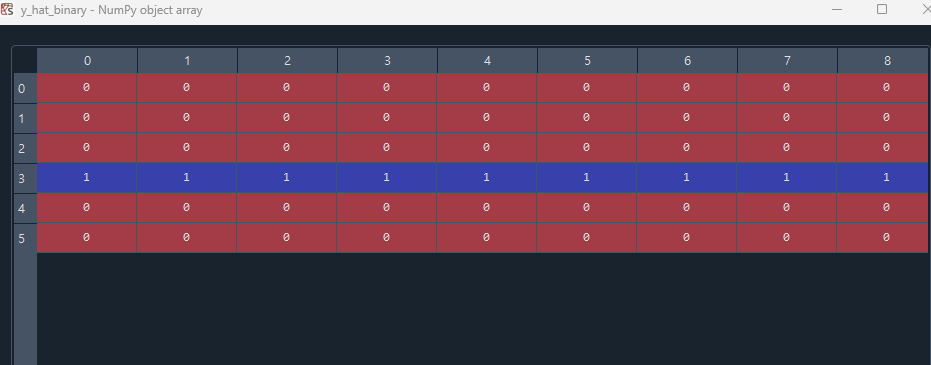 y_hat_binary - NumPy object array
0 1 2 3 4 5 6 7 8
0 0 0 0 0 0 0 0 0 0
1 0 0 0 0 0 0 0 0 0
2 0 0 0 0 0 0 0 0 0
3 1 1 1 1 1 1 1 1 1
4 0 0 0 0 0 0 0 0 0
5 0 0 0 0 0 0 0 0 0